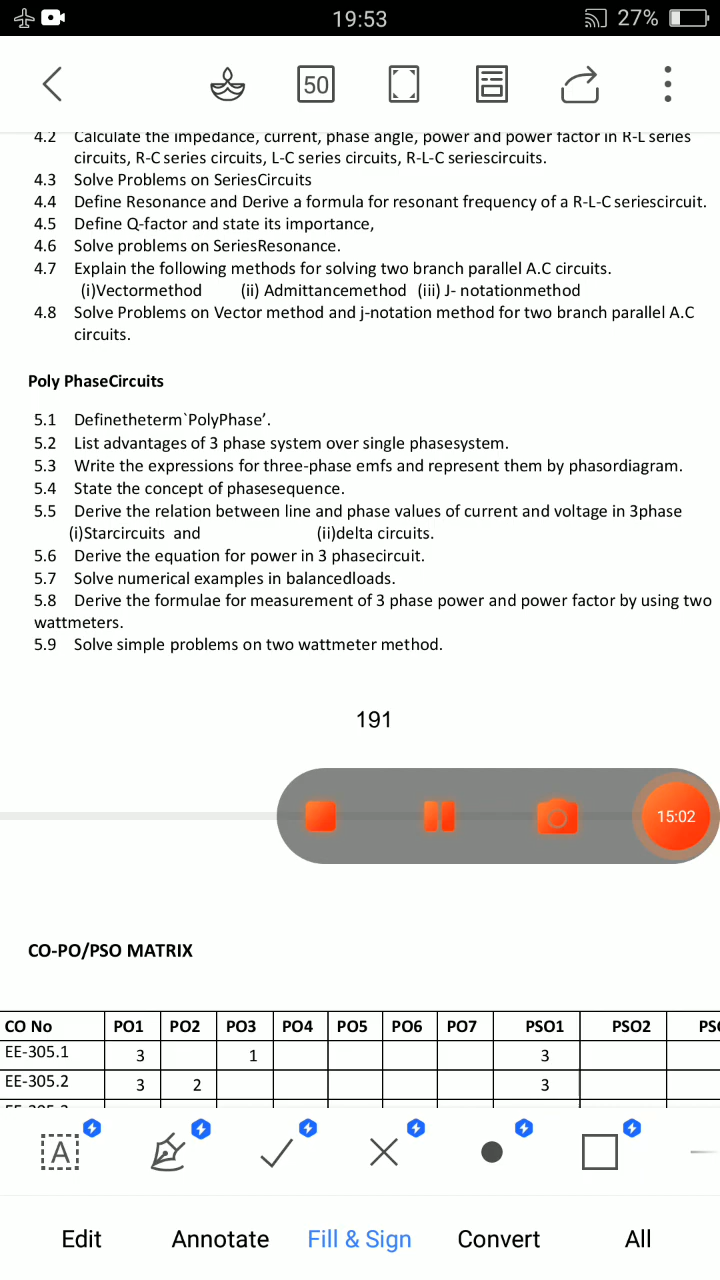 19:53
27%
50
4.2 Calculate the impedance, current, phase angle, power and power factor in R-L series
circuits, R-C series circuits, L-C series circuits, R-L-C seriescircuits.
4.3 Solve Problems on SeriesCircuits
4.4 Define Resonance and Derive a formula for resonant frequency of a R-L-C seriescircuit.
4.5 Define Q-factor and state its importance,
4.6 Solve problems on SeriesResonance.
4.7 Explain the following methods for solving two branch parallel A.C circuits.
(i)Vectormethod (ii) Admittancemethod (iii) J- notationmethod
4.8 Solve Problems on Vector method and j-notation method for two branch parallel A.C
circuits.
Poly PhaseCircuits
5.1 Definetheterm`PolyPhase’.
5.2 List advantages of 3 phase system over single phasesystem.
5.3 Write the expressions for three-phase emfs and represent them by phasordiagram.
5.4 State the concept of phasesequence.
5.5 Derive the relation between line and phase values of current and voltage in 3phase
(i)Starcircuits and (ii)delta circuits.
5.6 Derive the equation for power in 3 phasecircuit.
5.7 Solve numerical examples in balancedloads.
5.8 Derive the formulae for measurement of 3 phase power and power factor by using two
wattmeters.
5.9 Solve simple problems on two wattmeter method.
191
15:02
CO-PO/PSO MATRIX
CO No PO1 PO2 PO3 PO4 PO5 PO6 PO7 PSO1 PSO2
EE-305.1 3 1 3
EE-305.2 3 2 3
A
Edit Annotate Fill & Sign Convert All